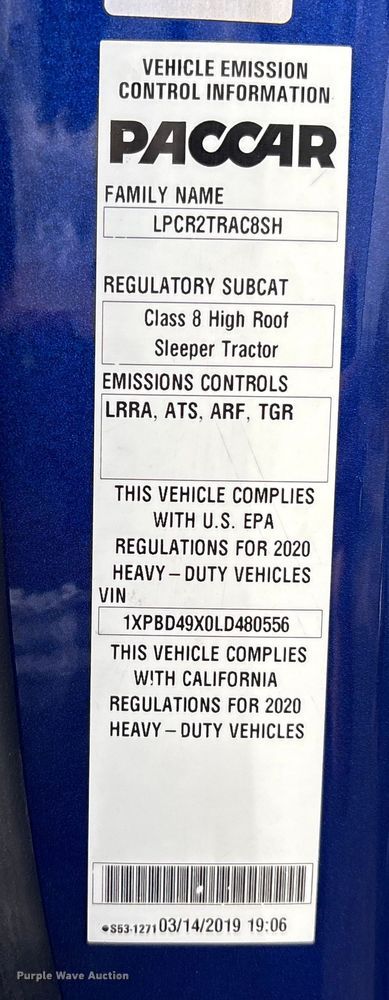 VEHICLE EMISSION
CONTROL INFORMATION
PACCAR
FAMILY NAME
LPCR2TRAC8SH
REGULATORY SUBCAT
Class 8 High Roof
Sleeper Tractor
EMISSIONS CONTROLS
LRRA, ATS, ARF, TGR
THIS VEHICLE COMPLIES
WITH U.S. EPA
REGULATIONS FOR 2020
HEAVY-DUTY VEHICLES
VIN
1XPBD49X0LD480556
THIS VEHICLE COMPLIES
WITH CALIFORNIA
REGULATIONS FOR 2020
HEAVY-DUTY VEHICLES
S53-1271 03/14/2019 19:06
Purple Wave Auction